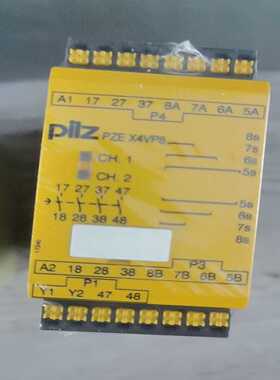 A1 17 27 37 8A 7A 6A 5A
P4
pilz PZE X4VP8
8s
7s
CH. 1
6s
5s
CH. 2
17 27 37 47
18 28 38 48
6s
7s
8s
P3
A2 18 28 38 8B 7B 6B 5B
P1
Y1 Y2 47 48